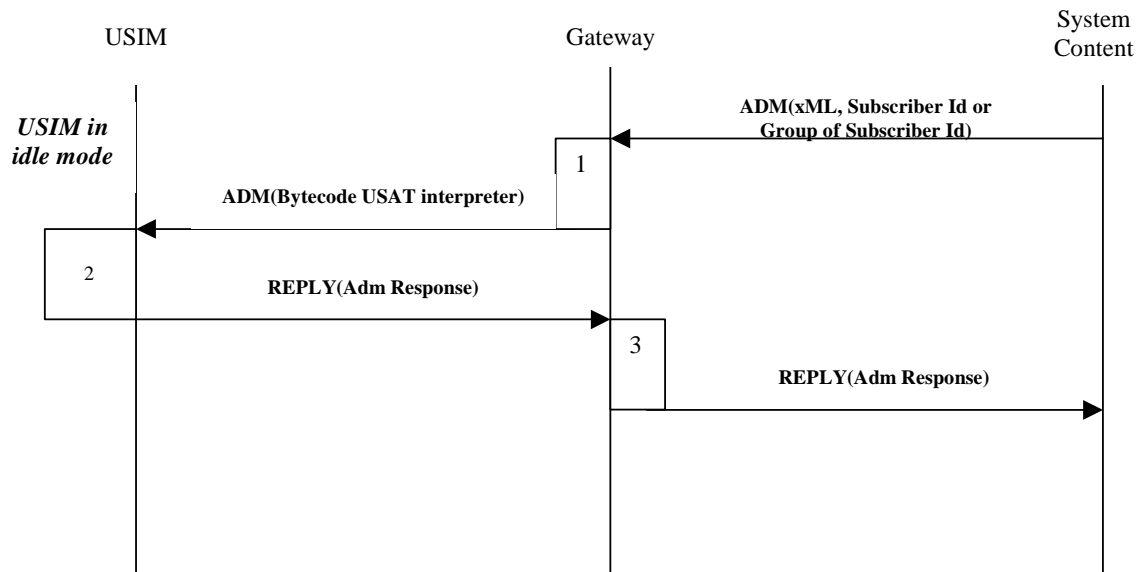 USIM
Gateway
System
Content
USIM in
idle mode
ADM(xML, Subscriber Id or
Group of Subscriber Id)
1
ADM(Bytecode USAT interpreter)
2
REPLY(Adm Response)
3
REPLY(Adm Response)